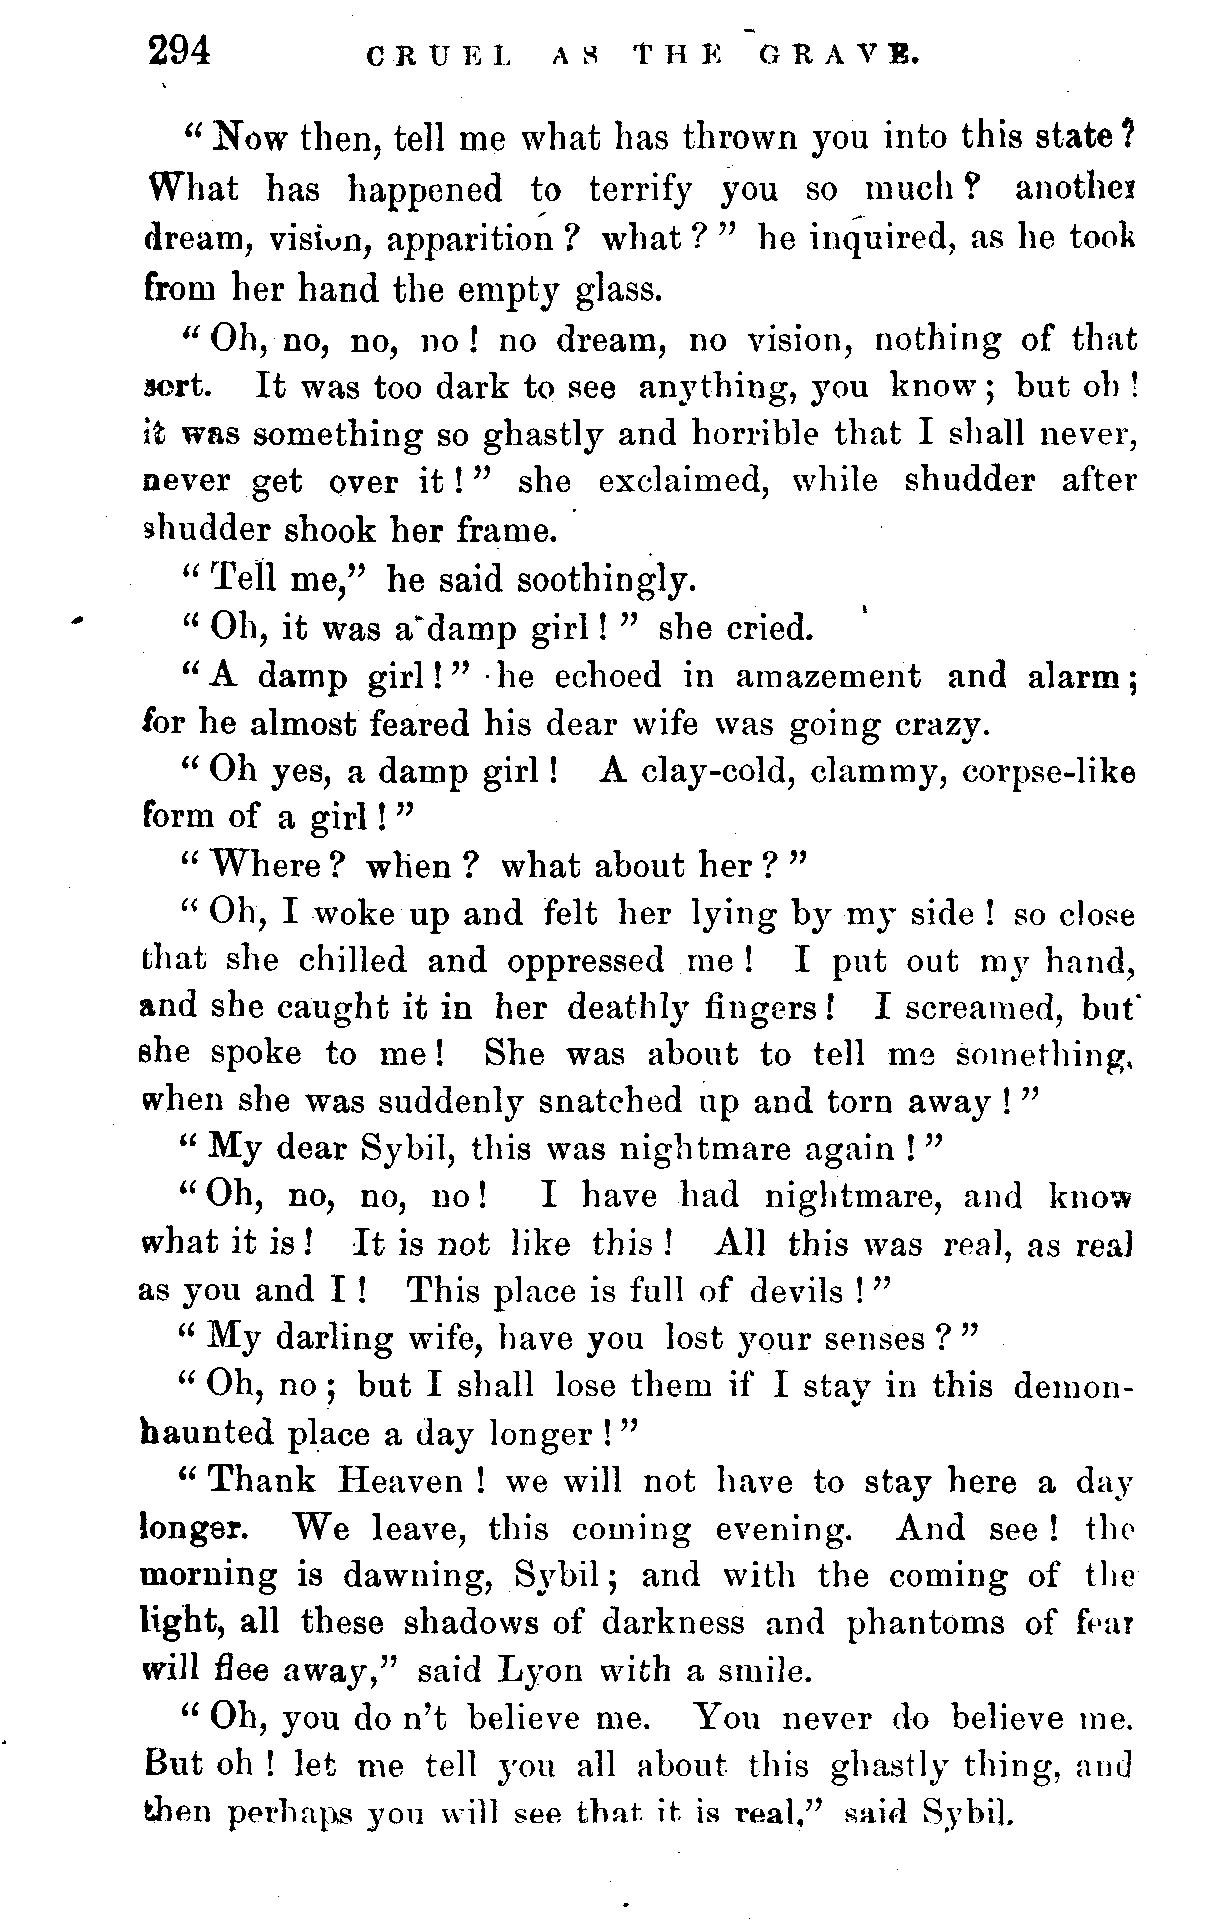 294 CRUEL AS THE GRAVE.
"Now then, tell me what has thrown you into this state?
What has happened to terrify you so much? another
dream, vision, apparition? what?" he inquired, as he took
from her hand the empty glass.
"Oh, no, no, no! no dream, no vision, nothing of that
sort. It was too dark to see anything, you know; but oh!
it was something so ghastly and horrible that I shall never,
never get over it!" she exclaimed, while shudder after
shudder shook her frame.
"Tell me," he said soothingly.
"Oh, it was a damp girl!" she cried.
"A damp girl!" he echoed in amazement and alarm;
for he almost feared his dear wife was going crazy.
"Oh yes, a damp girl! A clay-cold, clammy, corpse-like
form of a girl!"
"Where? when? what about her?"
"Oh, I woke up and felt her lying by my side! so close
that she chilled and oppressed me! I put out my hand,
and she caught it in her deathly fingers! I screamed, but
she spoke to me! She was about to tell me something,
when she was suddenly snatched up and torn away!"
"My dear Sybil, this was nightmare again!"
"Oh, no, no, no! I have had nightmare, and know
what it is! It is not like this! All this was real, as real
as you and I! This place is full of devils!"
"My darling wife, have you lost your senses?"
"Oh, no; but I shall lose them if I stay in this demon-
haunted place a day longer!"
"Thank Heaven! we will not have to stay here a day
longer. We leave, this coming evening. And see! the
morning is dawning, Sybil; and with the coming of the
light, all these shadows of darkness and phantoms of fear
will flee away," said Lyon with a smile.
"Oh, you do n't believe me. You never do believe me.
But oh! let me tell you all about this ghastly thing, and
then perhaps you will see that it is real," said Sybil.